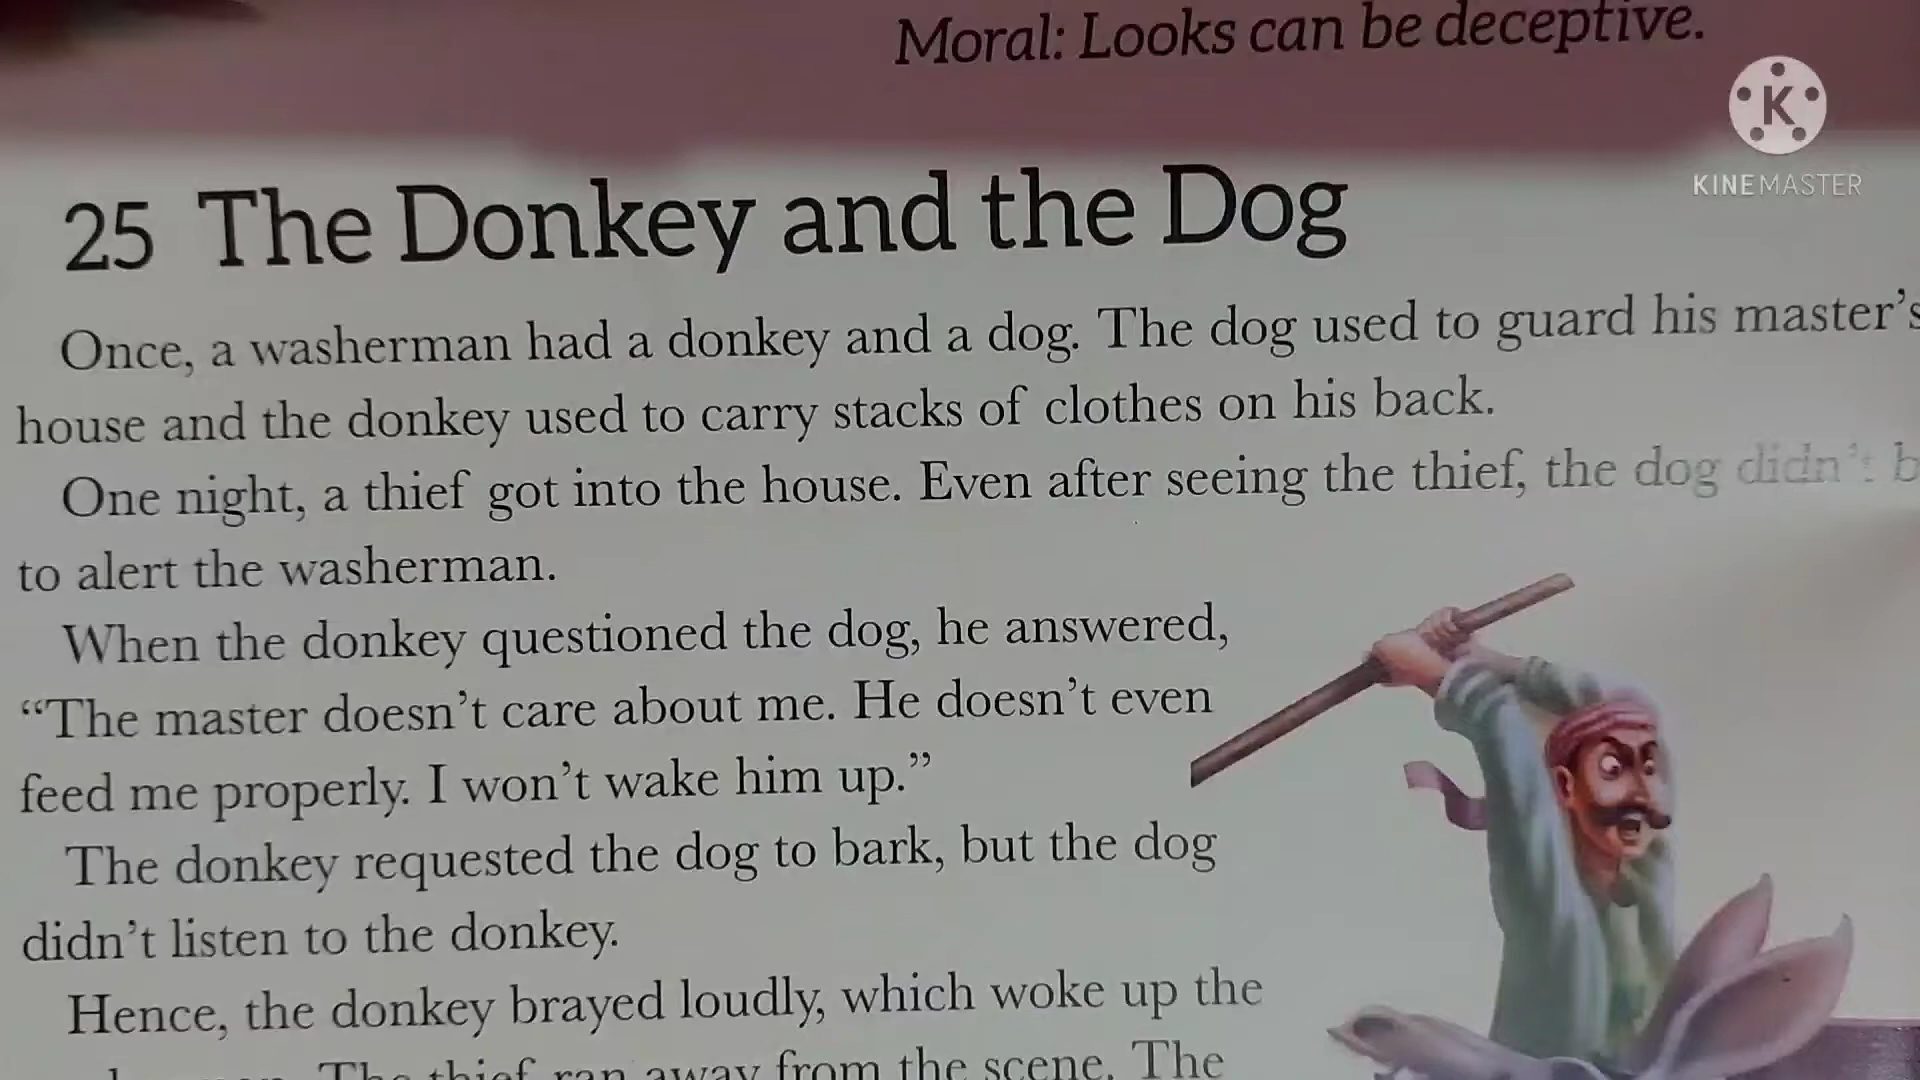 Moral: Looks can be deceptive.
KINEMASTER
25 The Donkey and the Dog
Once, a washerman had a donkey and a dog. The dog used to guard his master's
house and the donkey used to carry stacks of clothes on his back.
One night, a thief got into the house. Even after seeing the thief, the dog didn't
to alert the washerman.
When the donkey questioned the dog, he answered,
“The master doesn't care about me. He doesn't even
feed me properly. I won't wake him up.”
The donkey requested the dog to bark, but the dog
didn't listen to the donkey.
Hence, the donkey brayed loudly, which woke up the
The thief ran away from the scene. The